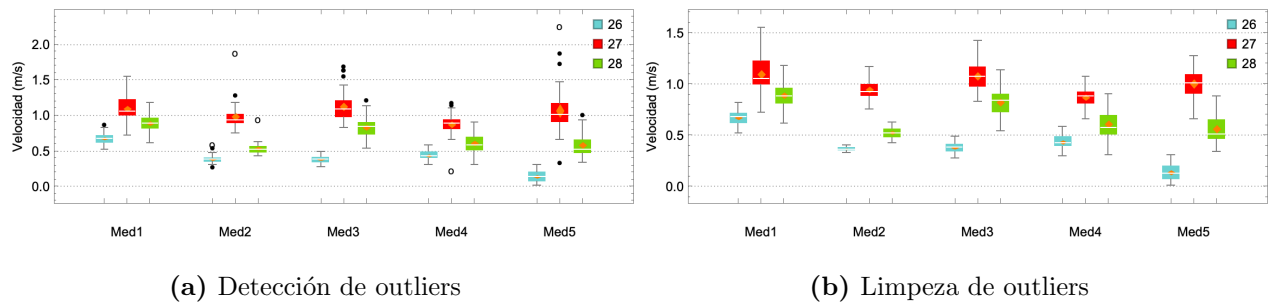 26
27
28
Velocidad (m/s)
2.0
1.5
1.0
0.5
0.0
Med1 Med2 Med3 Med4 Med5
(a) Detección de outliers
26
27
28
Velocidad (m/s)
1.5
1.0
0.5
0.0
Med1 Med2 Med3 Med4 Med5
(b) Limpeza de outliers